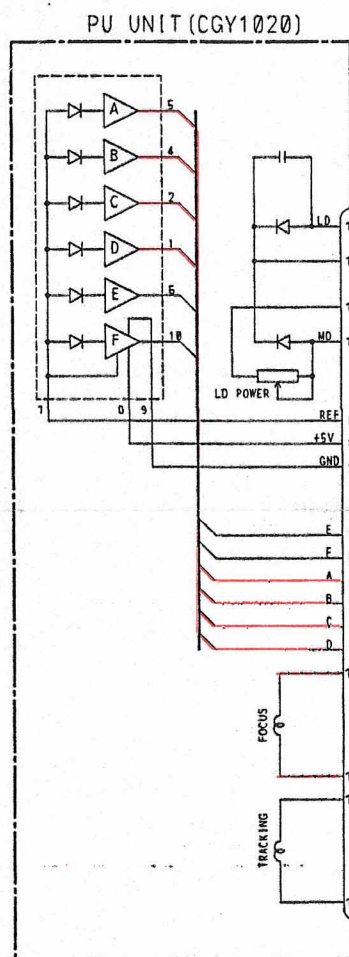 PU UNIT(CGY1020)
A 5
B 4
C 2
D 1
E 6
F 10
7 9
LD
MD
LD POWER
REF
+5V
GND
E
F
A
B
C
D
FOCUS
TRACKING